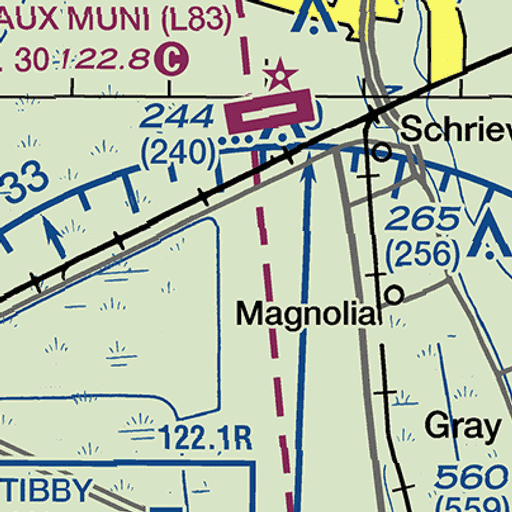 AUX MUNI (L83)
L 30 122.8 C
244
(240)
Schriev
33
265
(256)
Magnolia
122.1R
Gray
560
(559)
TIBBY